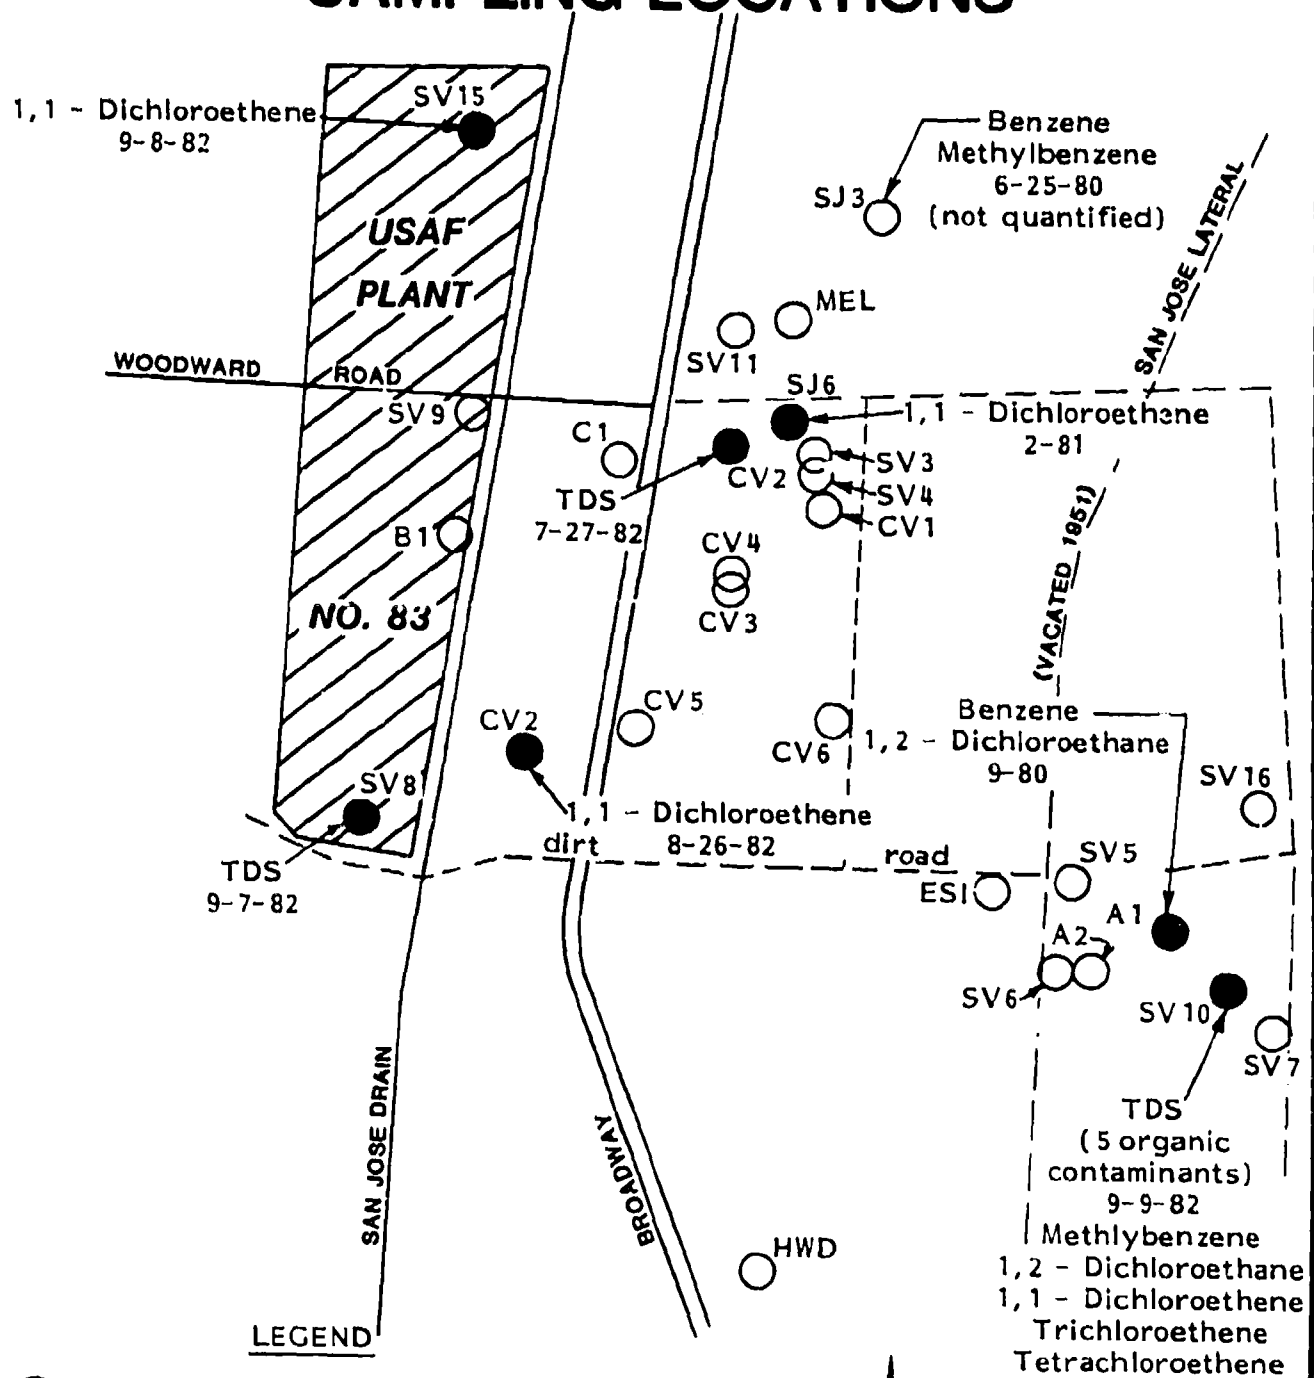 SAMPLING LOCATIONS
SV15
1,1 - Dichloroethene
9-8-82
Benzene
Methylbenzene
6-25-80
(not quantified)
SJ3
SAN JOSE LATERAL
USAF
PLANT
MEL
SV11
WOODWARD ROAD
SV9
SJ6
1,1 - Dichloroethene
2-81
C1
CV2
SV3
SV4
CV1
TDS
7-27-82
B1
CV4
CV3
(VACATED 1951)
NO. 83
CV2
CV5
CV6
Benzene
1,2 - Dichloroethane
9-80
SV16
SV8
1,1 - Dichloroethene
8-26-82
dirt road
TDS
9-7-82
SV5
ES1
A1
A2
SV6
SV10
SV7
SAN JOSE DRAIN
BROADWAY
TDS
(5 organic
contaminants)
9-9-82
Methlybenzene
1,2 - Dichloroethane
1,1 - Dichloroethene
Trichloroethene
Tetrachloroethene
HWD
LEGEND